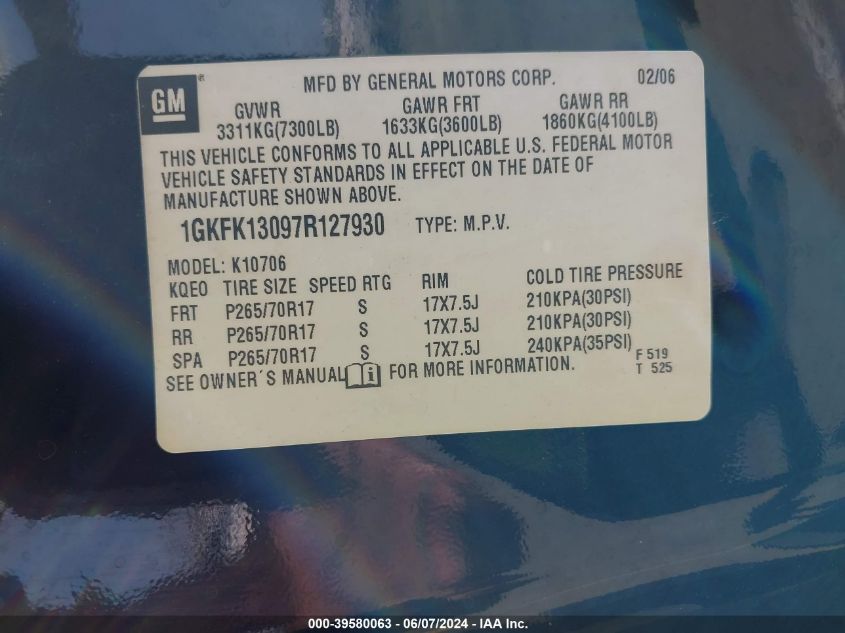 GM® MFD BY GENERAL MOTORS CORP. 02/06
GVWR GAWR FRT GAWR RR
3311KG(7300LB) 1633KG(3600LB) 1860KG(4100LB)
THIS VEHICLE CONFORMS TO ALL APPLICABLE U.S. FEDERAL MOTOR
VEHICLE SAFETY STANDARDS IN EFFECT ON THE DATE OF
MANUFACTURE SHOWN ABOVE.
1GKFK13097R127930 TYPE: M.P.V.
MODEL: K10706
KQEO TIRE SIZE SPEED RTG RIM COLD TIRE PRESSURE
FRT P265/70R17 S 17X7.5J 210KPA(30PSI)
RR P265/70R17 S 17X7.5J 210KPA(30PSI)
SPA P265/70R17 S 17X7.5J 240KPA(35PSI)
SEE OWNER´S MANUAL i FOR MORE INFORMATION.
F 519
T 525
000-39580063 - 06/07/2024 - IAA, Inc.